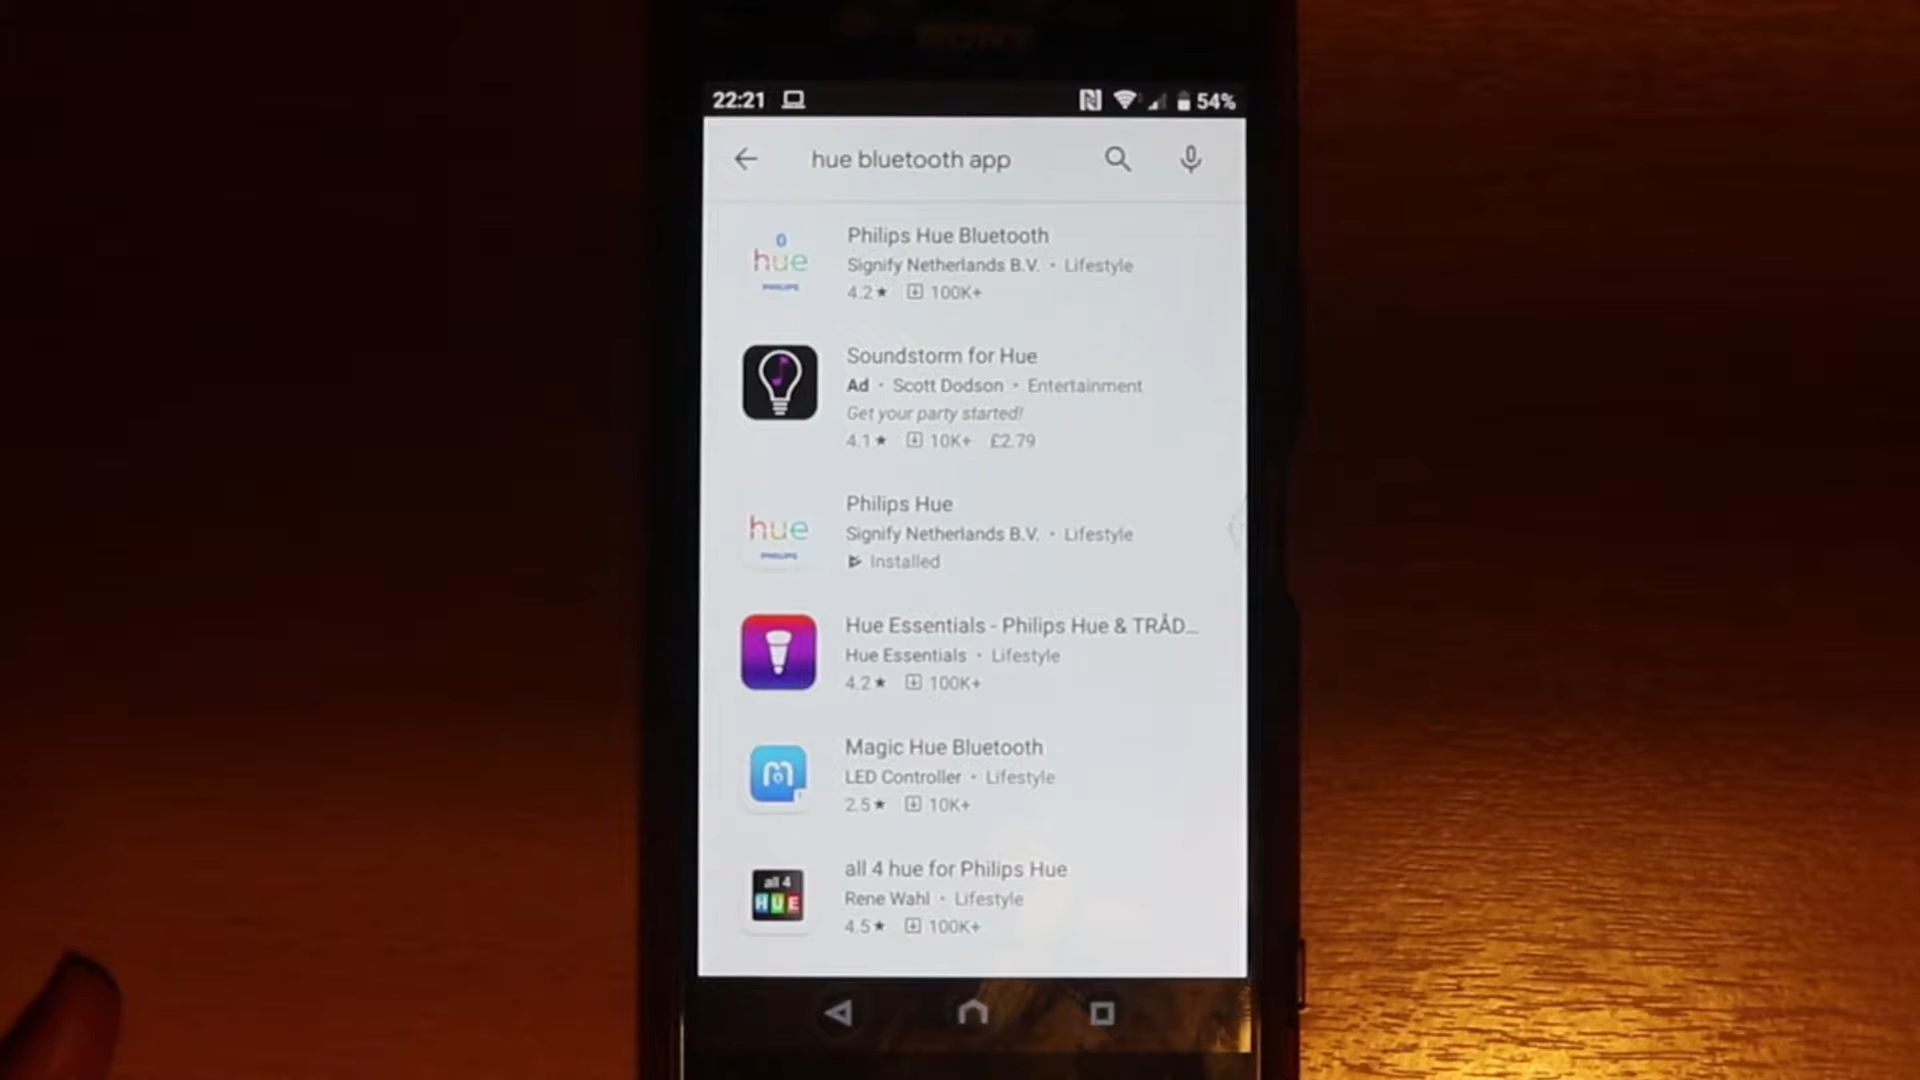 SONY
22:21 54%
hue bluetooth app
hue
PHILIPS
Philips Hue Bluetooth
Signify Netherlands B.V. · Lifestyle
4.2★ 100K+
Soundstorm for Hue
Ad · Scott Dodson · Entertainment
Get your party started!
4.1★ 10K+ £2.79
hue
PHILIPS
Philips Hue
Signify Netherlands B.V. · Lifestyle
Installed
Hue Essentials - Philips Hue & TRÅD...
Hue Essentials · Lifestyle
4.2★ 100K+
Magic Hue Bluetooth
LED Controller · Lifestyle
2.5★ 10K+
all 4
HUE
all 4 hue for Philips Hue
Rene Wahl · Lifestyle
4.5★ 100K+